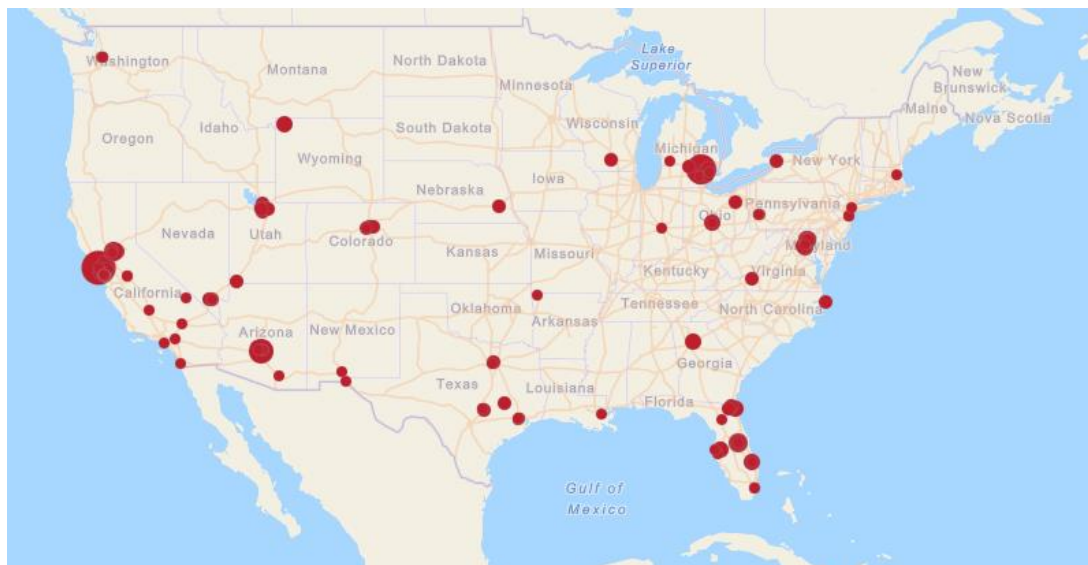 Washington
Montana
North Dakota
Minnesota
Lake
Superior
New
Brunswick
Nova Scotia
Maine
Oregon
Idaho
Wyoming
South Dakota
Wisconsin
Michigan
New York
Nevada
Utah
Colorado
Nebraska
Iowa
Ohio
Pennsylvania
Maryland
California
Kansas
Missouri
Kentucky
Virginia
Arizona
New Mexico
Oklahoma
Arkansas
Tennessee
North Carolina
Texas
Louisiana
Georgia
Florida
Gulf of
Mexico